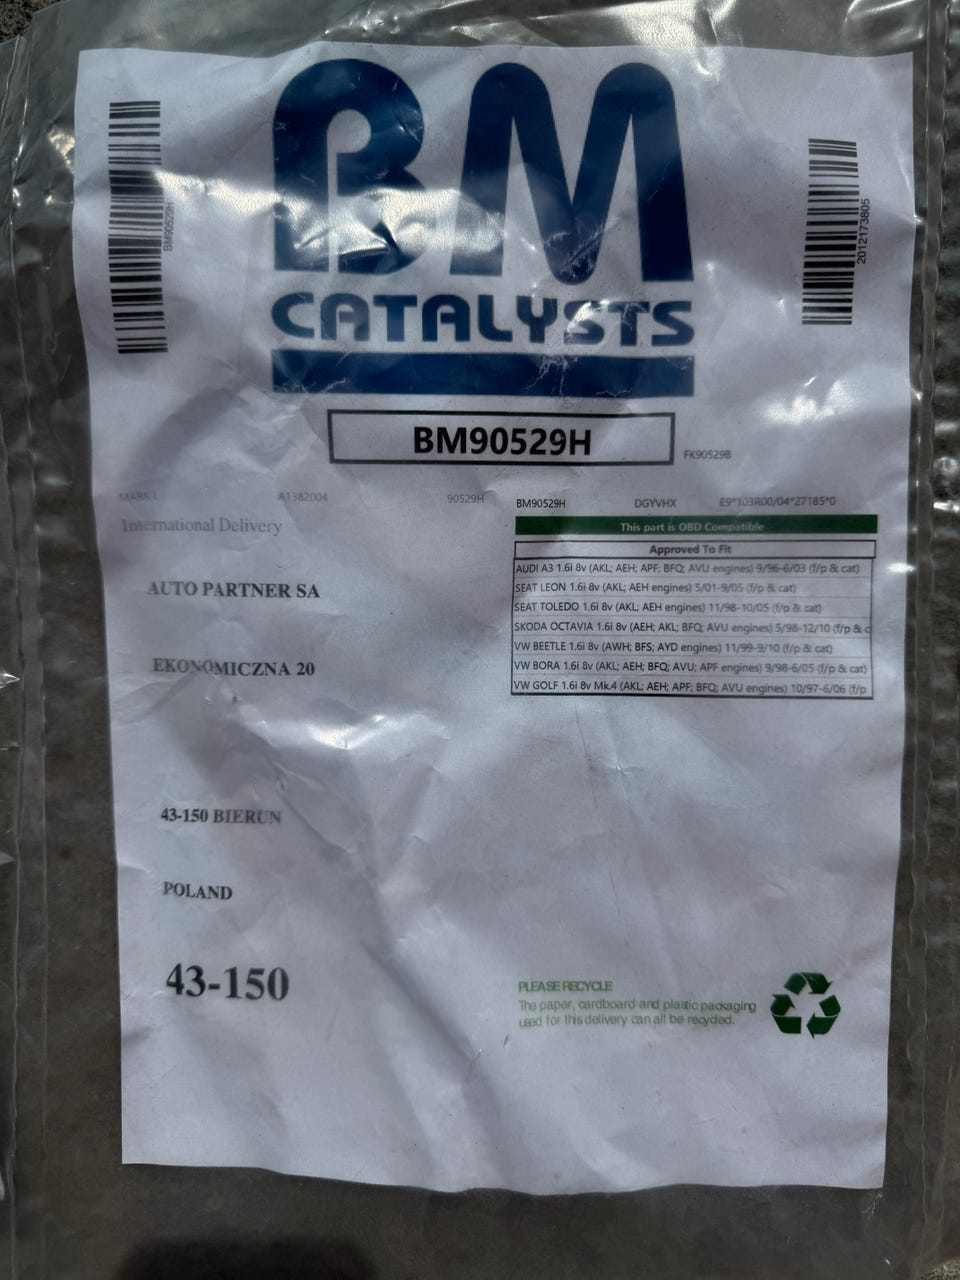 BM90529H
2012173805
BM
CATALYSTS
BM90529H
FK90529B
MARK L A1382004 90529H BM90529H DGYVHX E9*103R00/04*27185*0
International Delivery
This part is OBD Compatible
Approved To Fit
AUDI A3 1.6i 8v (AKL; AEH; APF; BFQ; AVU engines) 9/96-6/03 (f/p & cat)
SEAT LEON 1.6i 8v (AKL; AEH engines) 5/01-9/05 (f/p & cat)
SEAT TOLEDO 1.6i 8v (AKL; AEH engines) 11/98-10/05 (f/p & cat)
SKODA OCTAVIA 1.6i 8v (AEH; AKL; BFQ; AVU engines) 5/98-12/10 (f/p & c
VW BEETLE 1.6i 8v (AWH; BFS; AYD engines) 11/99-9/10 (f/p & cat)
VW BORA 1.6i 8v (AKL; AEH; BFQ; AVU; APF engines) 9/98-6/05 (f/p & cat)
VW GOLF 1.6i 8v Mk.4 (AKL; AEH; APF; BFQ; AVU engines) 10/97-6/06 (f/p
AUTO PARTNER SA
EKONOMICZNA 20
43-150 BIERUN
POLAND
43-150
PLEASE RECYCLE
The paper, cardboard and plastic packaging
used for this delivery can all be recycled.